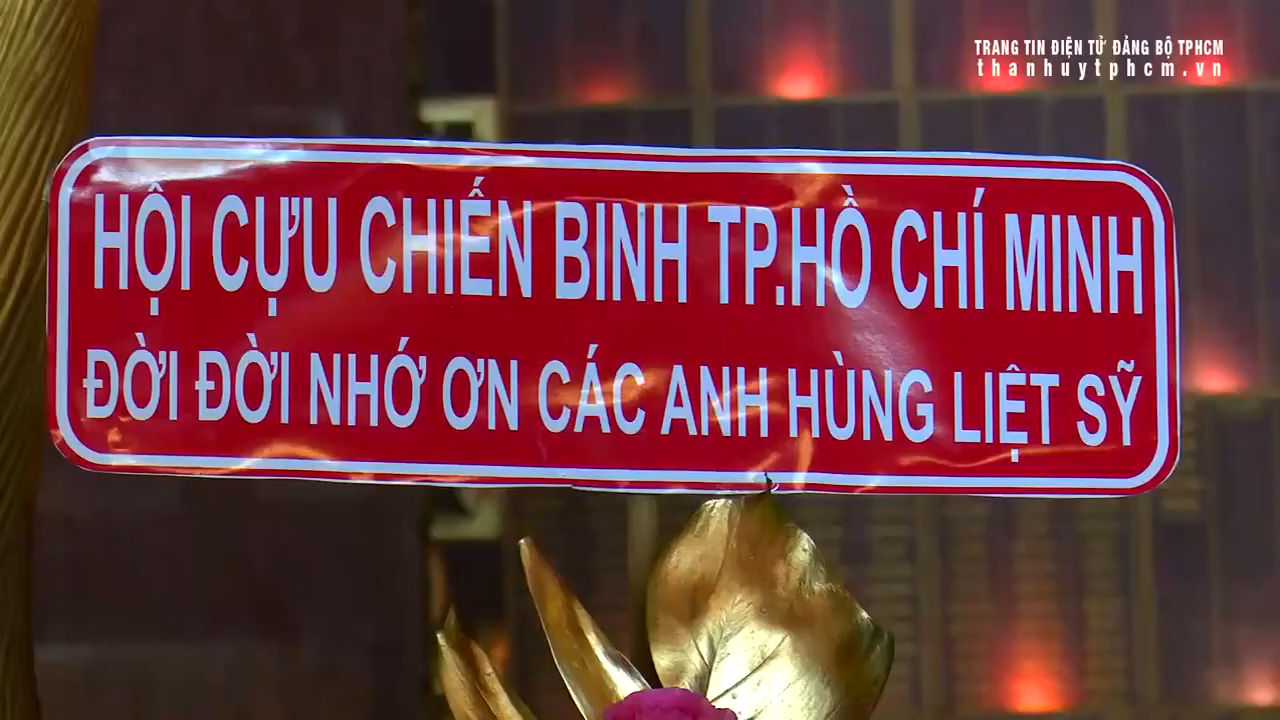 TRANG TIN ĐIỆN TỬ ĐẢNG BỘ TPHCM
thanhuytphcm.vn
HỘI CỰU CHIẾN BINH TP.HỒ CHÍ MINH
ĐỜI ĐỜI NHỚ ƠN CÁC ANH HÙNG LIỆT SỸ